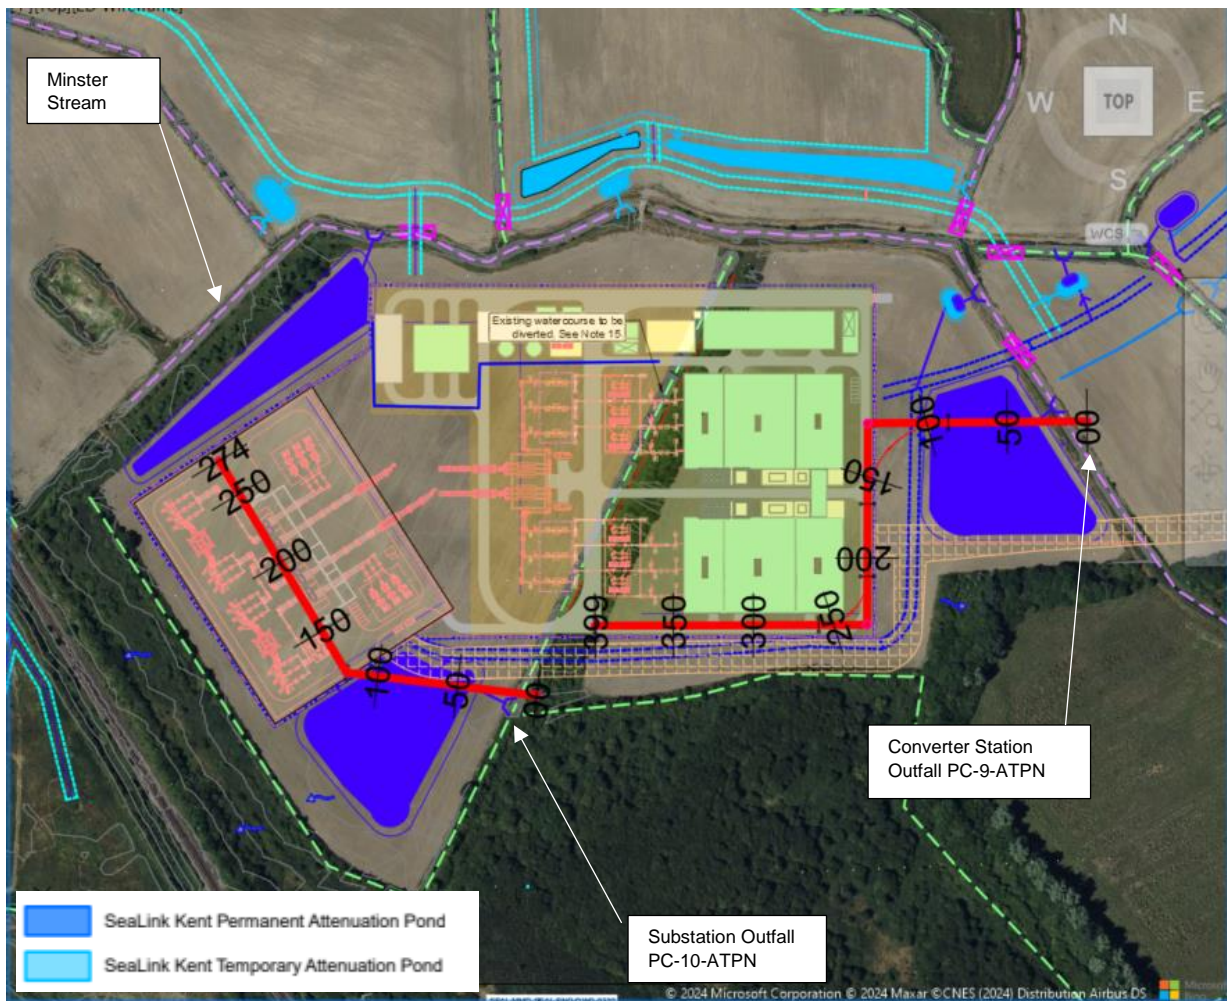 N
W
TOP
E
S
WCS
Minster
Stream
Existing watercourse to be
diverted. See Note 15
274
250
200
150
100
50
00
100
50
00
150
200
250
300
350
399
Converter Station
Outfall PC-9-ATPN
Substation Outfall
PC-10-ATPN
SeaLink Kent Permanent Attenuation Pond
SeaLink Kent Temporary Attenuation Pond
© 2024 Microsoft Corporation © 2024 Maxar ©CNES (2024) Distribution Airbus DS